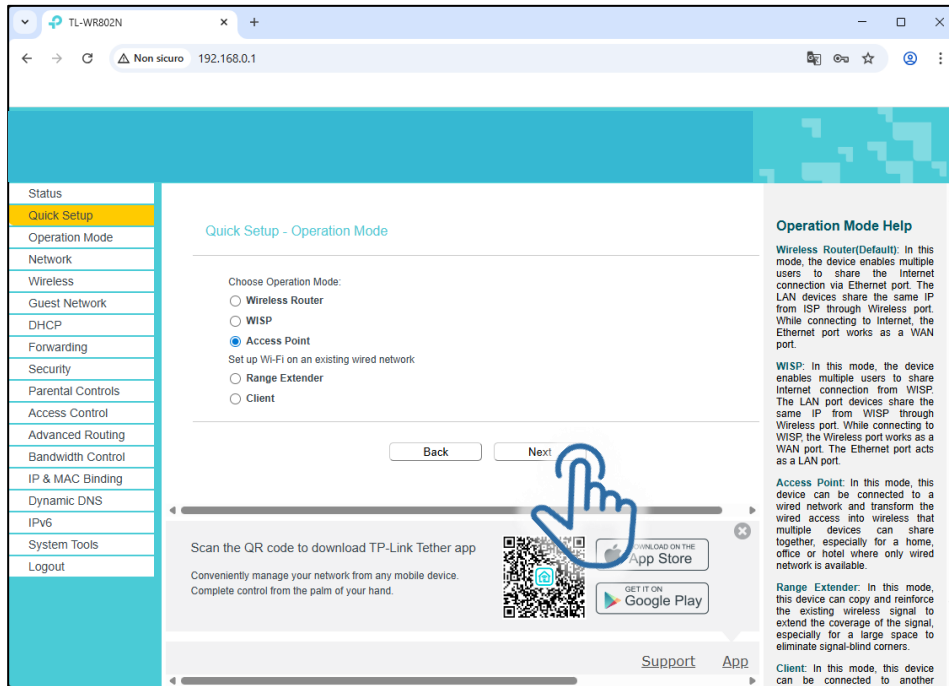 TL-WR802N
Non sicuro
192.168.0.1
Status
Quick Setup
Operation Mode
Network
Wireless
Guest Network
DHCP
Forwarding
Security
Parental Controls
Access Control
Advanced Routing
Bandwidth Control
IP & MAC Binding
Dynamic DNS
IPv6
System Tools
Logout
Quick Setup - Operation Mode
Choose Operation Mode:
Wireless Router
WISP
Access Point
Set up Wi-Fi on an existing wired network
Range Extender
Client
Back
Next
Scan the QR code to download TP-Link Tether app
Conveniently manage your network from any mobile device.
Complete control from the palm of your hand.
DOWNLOAD ON THE
App Store
GET IT ON
Google Play
Support
App
Operation Mode Help
Wireless Router(Default): In this
mode, the device enables multiple
users to share the Internet
connection via Ethernet port. The
LAN devices share the same IP
from ISP through Wireless port.
While connecting to Internet, the
Ethernet port works as a WAN
port.
WISP: In this mode, the device
enables multiple users to share
Internet connection from WISP.
The LAN port devices share the
same IP from WISP through
Wireless port. While connecting to
WISP, the Wireless port works as a
WAN port. The Ethernet port acts
as a LAN port.
Access Point: In this mode, this
device can be connected to a
wired network and transform the
wired access into wireless that
multiple devices can share
together, especially for a home,
office or hotel where only wired
network is available.
Range Extender: In this mode,
this device can copy and reinforce
the existing wireless signal to
extend the coverage of the signal,
especially for a large space to
eliminate signal-blind corners.
Client: In this mode, this device
can be connected to another